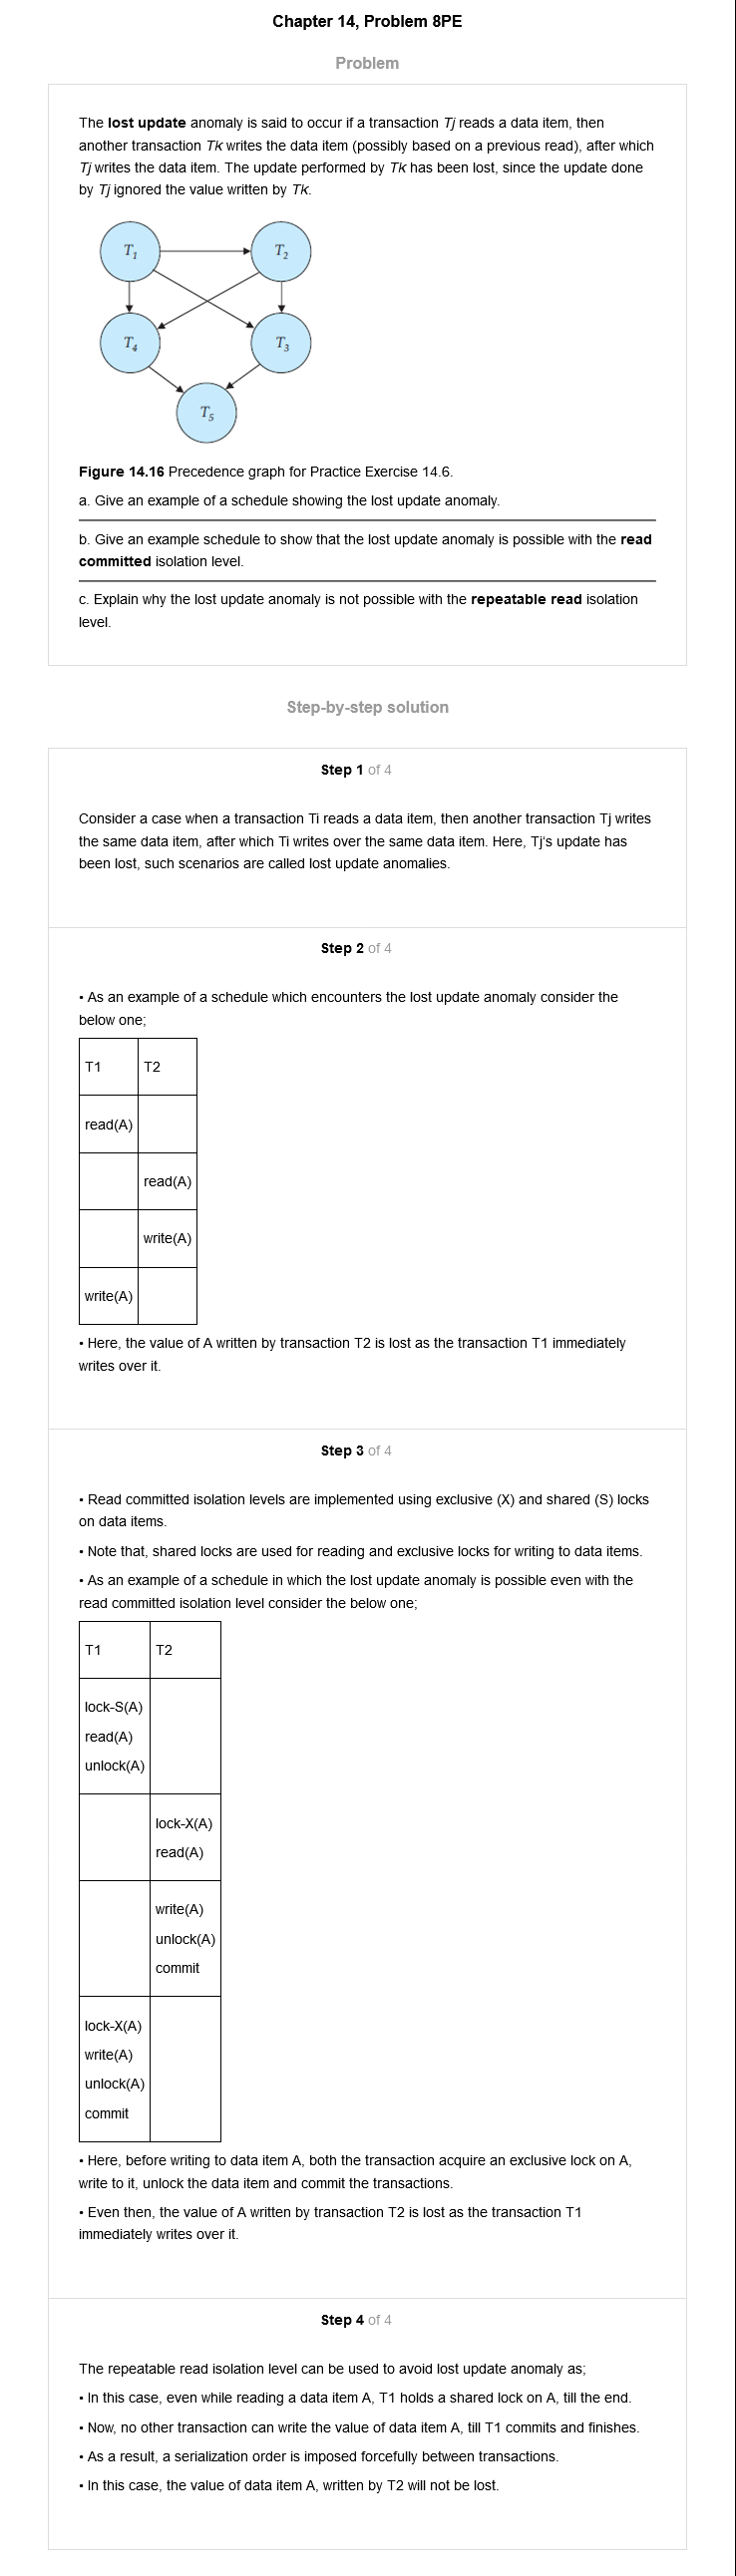 Chapter 14, Problem 8PE
Problem
The lost update anomaly is said to occur if a transaction Tj reads a data item, then
another transaction Tk writes the data item (possibly based on a previous read), after which
Tj writes the data item. The update performed by Tk has been lost, since the update done
by Tj ignored the value written by Tk.
T1 T2
T4 T3
T5
Figure 14.16 Precedence graph for Practice Exercise 14.6.
a. Give an example of a schedule showing the lost update anomaly.
b. Give an example schedule to show that the lost update anomaly is possible with the read
committed isolation level.
c. Explain why the lost update anomaly is not possible with the repeatable read isolation
level.
Step-by-step solution
Step 1 of 4
Consider a case when a transaction Ti reads a data item, then another transaction Tj writes
the same data item, after which Ti writes over the same data item. Here, Tj's update has
been lost, such scenarios are called lost update anomalies.
Step 2 of 4
• As an example of a schedule which encounters the lost update anomaly consider the
below one;
T1 T2
read(A)
read(A)
write(A)
write(A)
• Here, the value of A written by transaction T2 is lost as the transaction T1 immediately
writes over it.
Step 3 of 4
• Read committed isolation levels are implemented using exclusive (X) and shared (S) locks
on data items.
• Note that, shared locks are used for reading and exclusive locks for writing to data items.
• As an example of a schedule in which the lost update anomaly is possible even with the
read committed isolation level consider the below one;
T1 T2
lock-S(A)
read(A)
unlock(A)
lock-X(A)
read(A)
write(A)
unlock(A)
commit
lock-X(A)
write(A)
unlock(A)
commit
• Here, before writing to data item A, both the transaction acquire an exclusive lock on A,
write to it, unlock the data item and commit the transactions.
• Even then, the value of A written by transaction T2 is lost as the transaction T1
immediately writes over it.
Step 4 of 4
The repeatable read isolation level can be used to avoid lost update anomaly as;
• In this case, even while reading a data item A, T1 holds a shared lock on A, till the end.
• Now, no other transaction can write the value of data item A, till T1 commits and finishes.
• As a result, a serialization order is imposed forcefully between transactions.
• In this case, the value of data item A, written by T2 will not be lost.